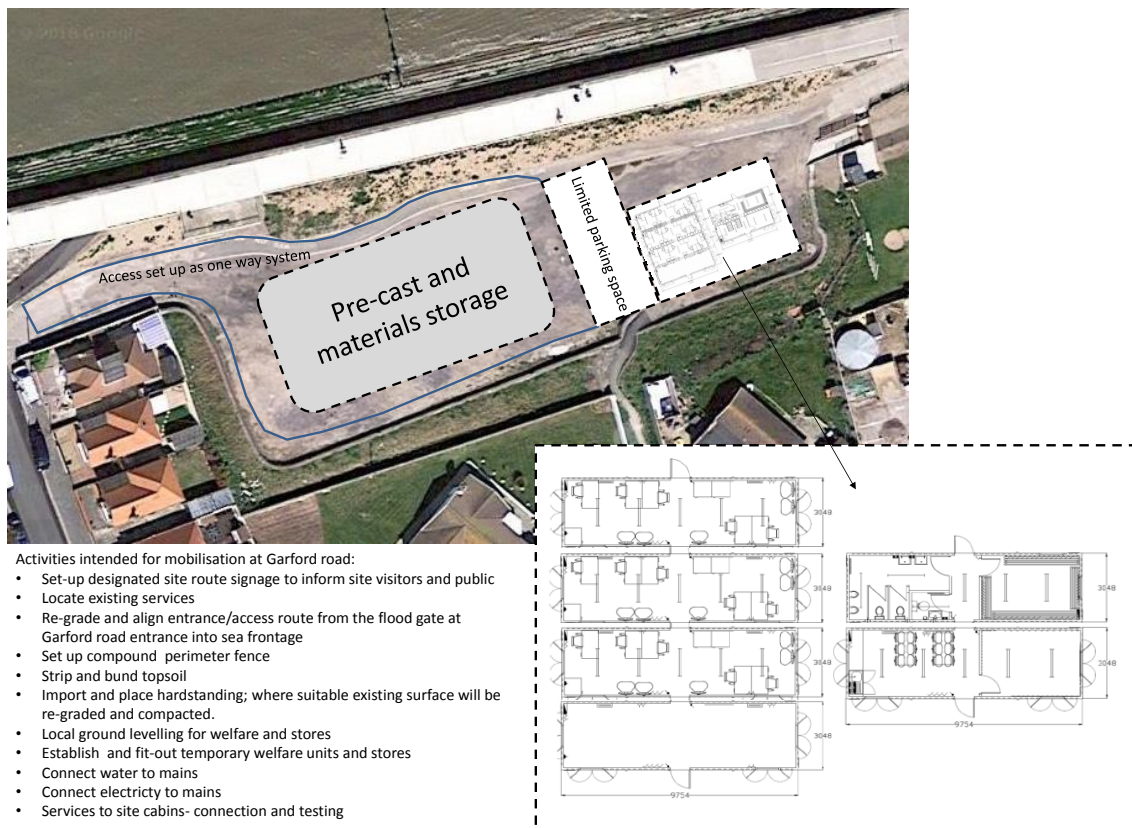 © 2018 Google
Access set up as one way system
Pre-cast and
materials storage
Limited parking space
Activities intended for mobilisation at Garford road:
• Set-up designated site route signage to inform site visitors and public
• Locate existing services
• Re-grade and align entrance/access route from the flood gate at
Garford road entrance into sea frontage
• Set up compound perimeter fence
• Strip and bund topsoil
• Import and place hardstanding; where suitable existing surface will be
re-graded and compacted.
• Local ground levelling for welfare and stores
• Establish and fit-out temporary welfare units and stores
• Connect water to mains
• Connect electricty to mains
• Services to site cabins- connection and testing
3048
3048
3048
3048
9754
3048
3048
9754